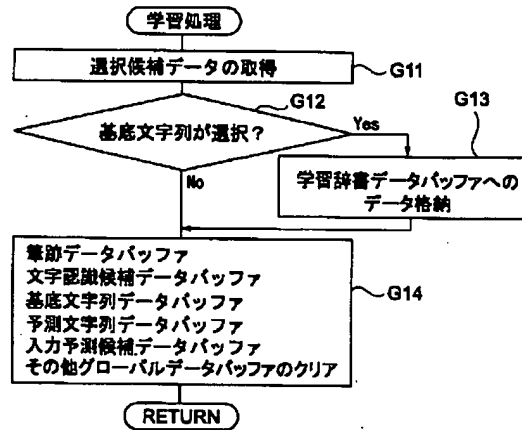 学習処理
選択候補データの取得
G11
G12
基底文字列が選択?
Yes
G13
No
学習辞書データバッファへの
データ格納
筆跡データバッファ
文字認識候補データバッファ
基底文字列データバッファ
予測文字列データバッファ
入力予測候補データバッファ
その他グローバルデータバッファのクリア
G14
RETURN